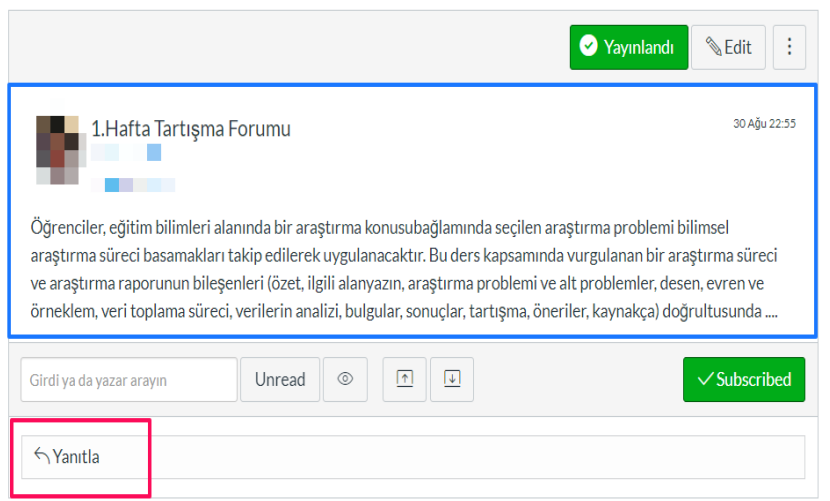 Yayınlandı Edit
1.Hafta Tartışma Forumu 30 Ağu 22:55
Öğrenciler, eğitim bilimleri alanında bir araştırma konusubağlamında seçilen araştırma problemi bilimsel
araştırma süreci basamakları takip edilerek uygulanacaktır. Bu ders kapsamında vurgulanan bir araştırma süreci
ve araştırma raporunun bileşenleri (özet, ilgili alanyazın, araştırma problemi ve alt problemler, desen, evren ve
örneklem, veri toplama süreci, verilerin analizi, bulgular, sonuçlar, tartışma, öneriler, kaynakça) doğrultusunda ....
Girdi ya da yazar arayın Unread Subscribed
Yanıtla